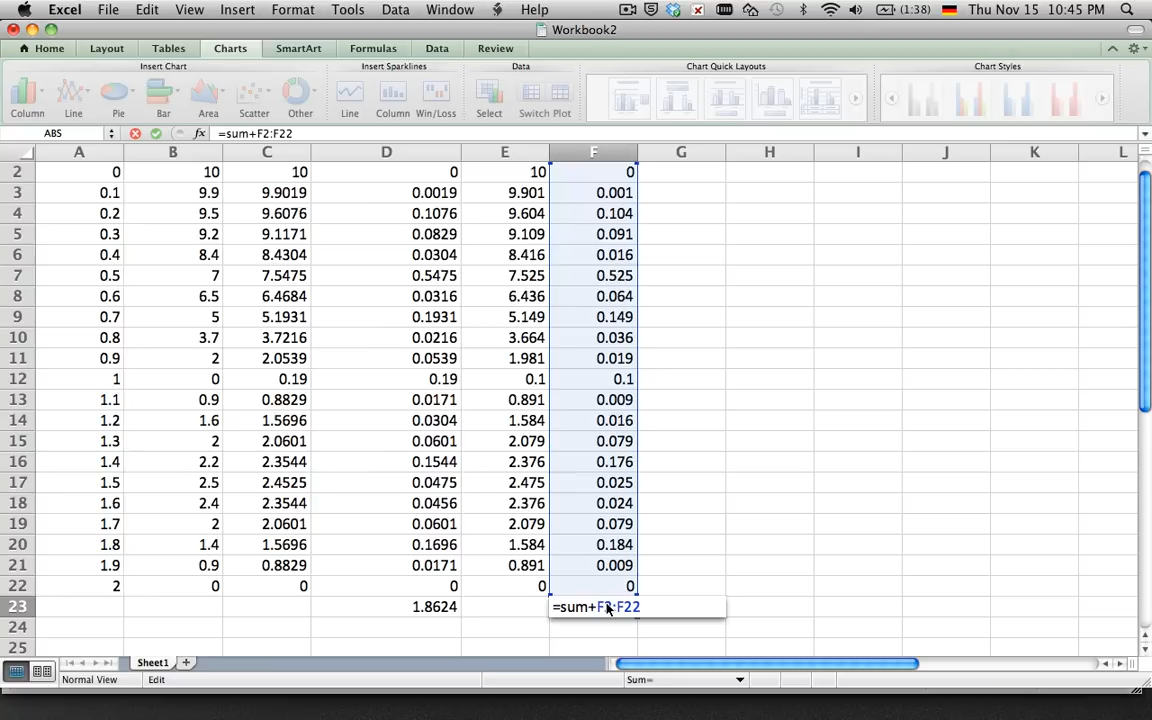 Excel File Edit View Insert Format Tools Data Window Help (1:38) Thu Nov 15 10:45 PM
Workbook2
Home Layout Tables Charts SmartArt Formulas Data Review
Insert Chart Insert Sparklines Data Chart Quick Layouts Chart Styles
Column Line Pie Bar Area Scatter Other Line Column Win/Loss Select Switch Plot
ABS fx =sum+F2:F22
A B C D E F G H I J K L
2 0 10 10 0 10 0
3 0.1 9.9 9.9019 0.0019 9.901 0.001
4 0.2 9.5 9.6076 0.1076 9.604 0.104
5 0.3 9.2 9.1171 0.0829 9.109 0.091
6 0.4 8.4 8.4304 0.0304 8.416 0.016
7 0.5 7 7.5475 0.5475 7.525 0.525
8 0.6 6.5 6.4684 0.0316 6.436 0.064
9 0.7 5 5.1931 0.1931 5.149 0.149
10 0.8 3.7 3.7216 0.0216 3.664 0.036
11 0.9 2 2.0539 0.0539 1.981 0.019
12 1 0 0.19 0.19 0.1 0.1
13 1.1 0.9 0.8829 0.0171 0.891 0.009
14 1.2 1.6 1.5696 0.0304 1.584 0.016
15 1.3 2 2.0601 0.0601 2.079 0.079
16 1.4 2.2 2.3544 0.1544 2.376 0.176
17 1.5 2.5 2.4525 0.0475 2.475 0.025
18 1.6 2.4 2.3544 0.0456 2.376 0.024
19 1.7 2 2.0601 0.0601 2.079 0.079
20 1.8 1.4 1.5696 0.1696 1.584 0.184
21 1.9 0.9 0.8829 0.0171 0.891 0.009
22 2 0 0 0 0 0
23 1.8624 =sum+F2:F22
24
25
Sheet1
Normal View Edit Sum=